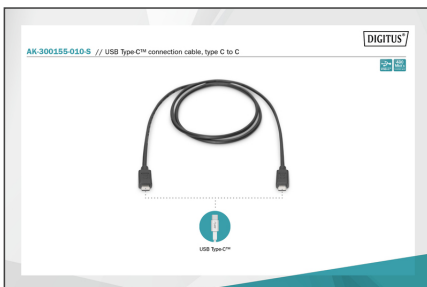 DIGITUS®
AK-300155-010-S // USB Type-C™ connection cable, type C to C
USB Type-C™